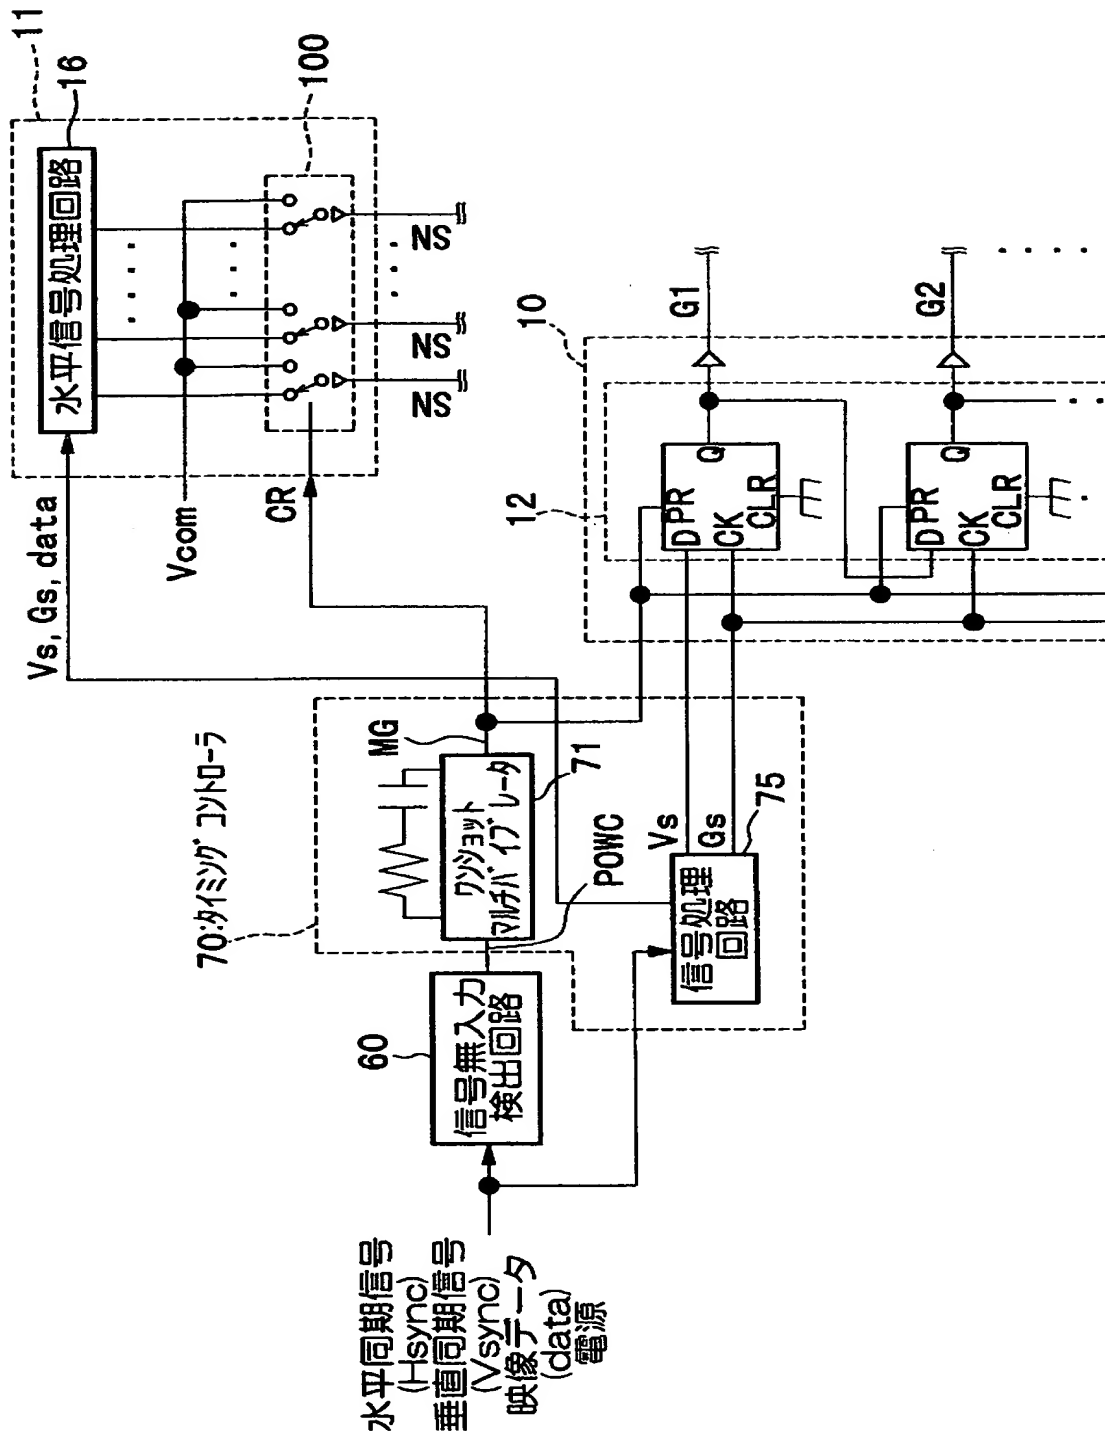 水平同期信号
(Hsync)
垂直同期信号
(Vsync)
映像データ
(data)
電源
60
信号無入力
検出回路
70:タイミング コントローラ
ワンショット
マルチバイブレータ
71
MG
POWC
信号処理
回路
75
Vs
Gs
Vs, Gs, data
Vcom
CR
11
水平信号処理回路
16
100
NS
NS
NS
10
12
D
PR
CK
CLR
Q
G1
D
PR
CK
CLR
Q
G2